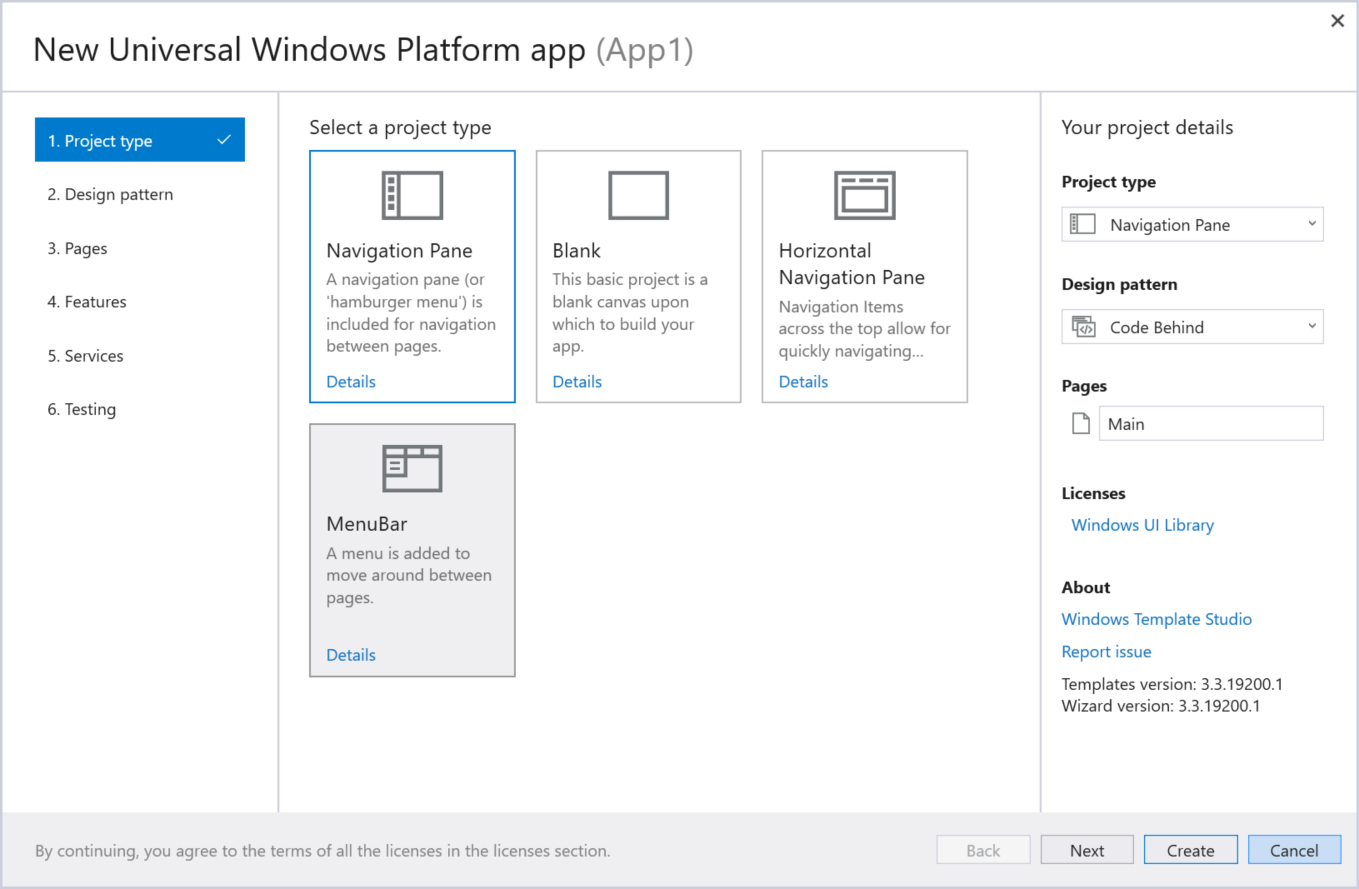 New Universal Windows Platform app (App1)
1. Project type
2. Design pattern
3. Pages
4. Features
5. Services
6. Testing
Select a project type
Navigation Pane
A navigation pane (or
'hamburger menu') is
included for navigation
between pages.
Details
Blank
This basic project is a
blank canvas upon
which to build your
app.
Details
Horizontal
Navigation Pane
Navigation Items
across the top allow for
quickly navigating...
Details
MenuBar
A menu is added to
move around between
pages.
Details
Your project details
Project type
Navigation Pane
Design pattern
Code Behind
Pages
Main
Licenses
Windows UI Library
About
Windows Template Studio
Report issue
Templates version: 3.3.19200.1
Wizard version: 3.3.19200.1
By continuing, you agree to the terms of all the licenses in the licenses section.
Back
Next
Create
Cancel